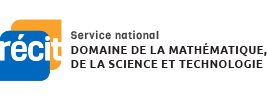 récit
Service national
DOMAINE DE LA MATHÉMATIQUE,
DE LA SCIENCE ET TECHNOLOGIE